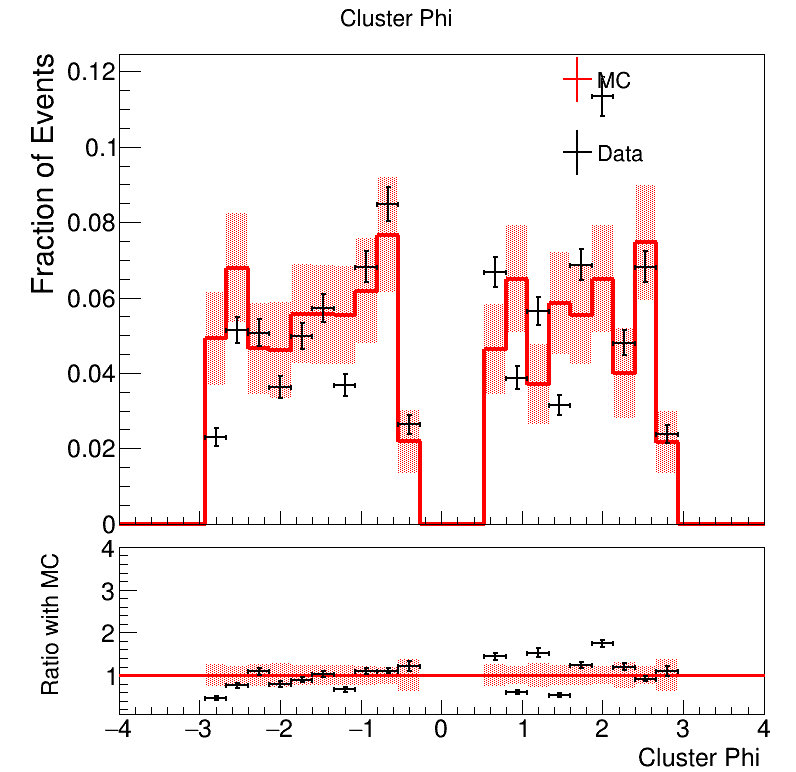 Cluster Phi
Fraction of Events
0.12
0.1
0.08
0.06
0.04
0.02
0
MC
Data
Ratio with MC
4
3
2
1
−4 −3 −2 −1 0 1 2 3 4
Cluster Phi